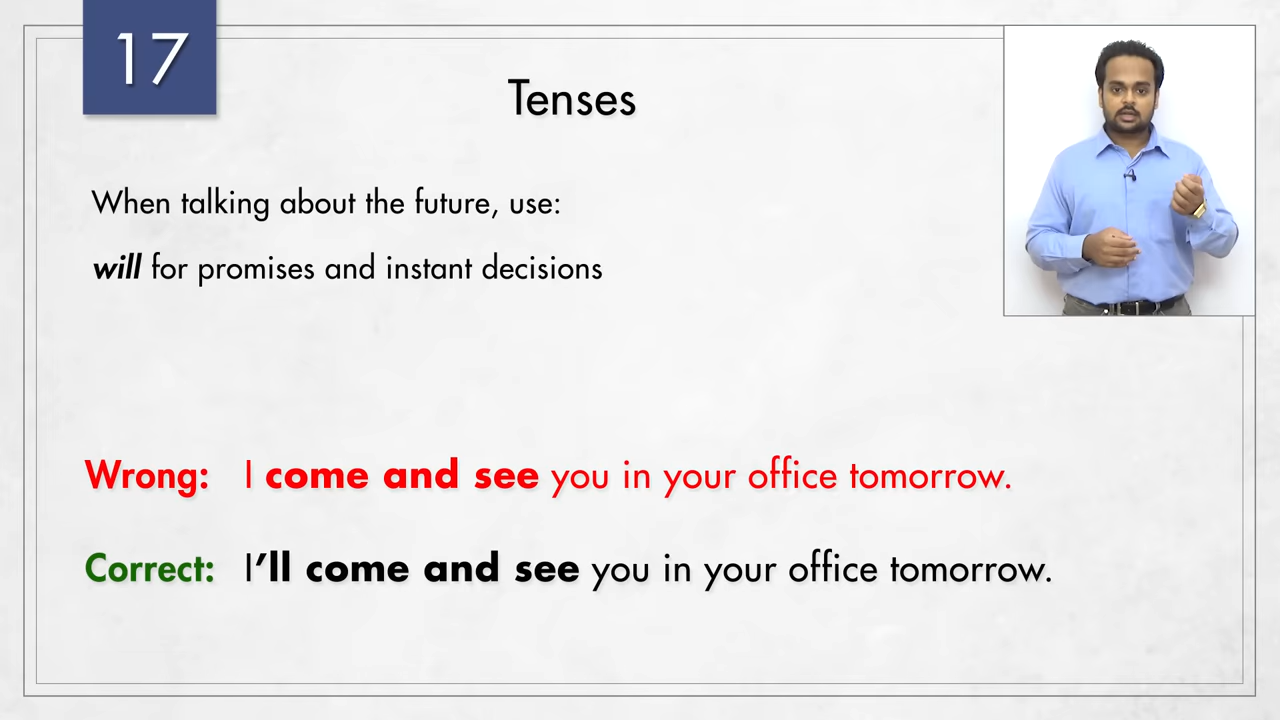 17
Tenses
When talking about the future, use:
will for promises and instant decisions
Wrong: I come and see you in your office tomorrow.
Correct: I’ll come and see you in your office tomorrow.